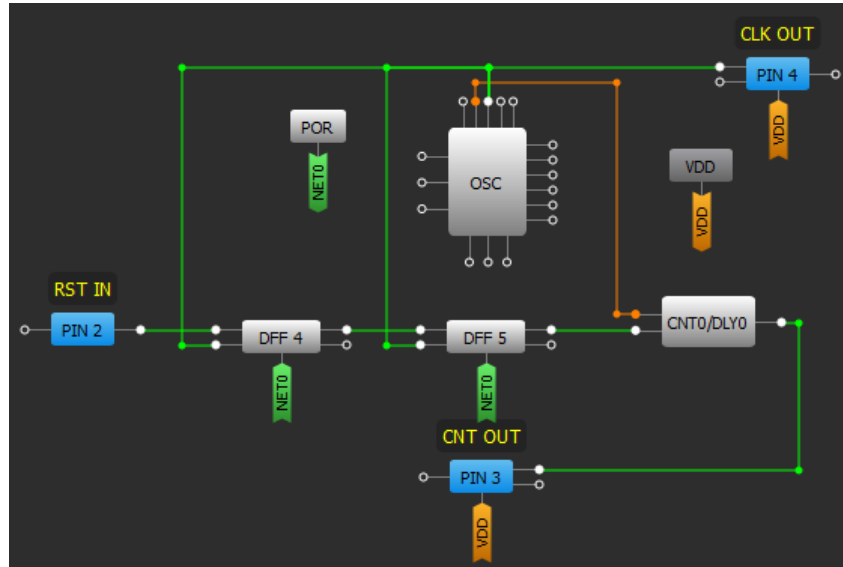 CLK OUT
PIN 4
VDD
POR
NET0
OSC
VDD
VDD
RST IN
PIN 2
DFF 4
NET0
DFF 5
NET0
CNT0/DLY0
CNT OUT
PIN 3
VDD